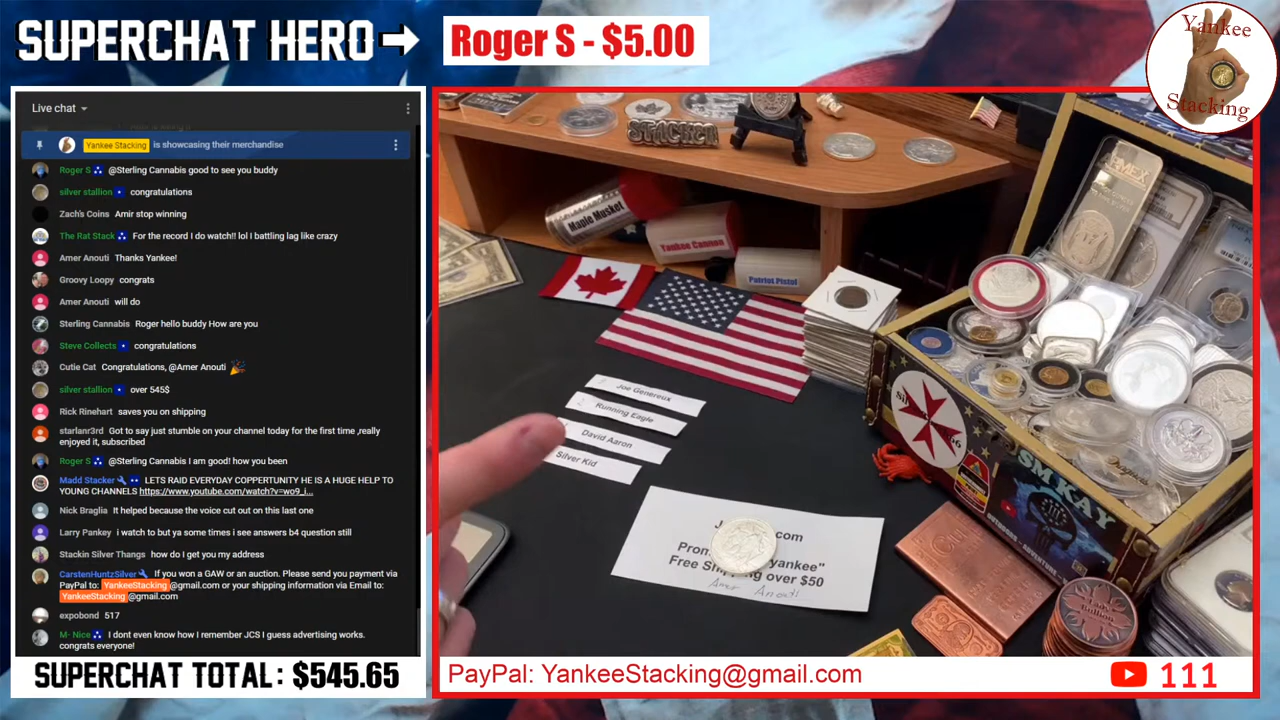 SUPERCHAT HERO
Roger S - $5.00
Yankee
Stacking
Live chat
Yankee Stacking is showcasing their merchandise
Roger S @Sterling Cannabis good to see you buddy
silver stallion congratulations
Zach's Coins Amir stop winning
The Rat Stack For the record I do watch!! lol I battling lag like crazy
Amer Anouti Thanks Yankee!
Groovy Loopy congrats
Amer Anouti will do
Sterling Cannabis Roger hello buddy How are you
Steve Collects congratulations
Cutie Cat Congratulations, @Amer Anouti
silver stallion over 545$
Rick Rinehart saves you on shipping
starlanr3rd Got to say just stumble on your channel today for the first time ,really
enjoyed it, subscribed
Roger S @Sterling Cannabis I am good! how you been
Madd Stacker LETS RAID EVERYDAY COPPERTUNITY HE IS A HUGE HELP TO
YOUNG CHANNELS https://www.youtube.com/watch?v=wo9_i...
Nick Braglia It helped because the voice cut out on this last one
Larry Pankey i watch to but ya some times i see answers b4 question still
Stackin Silver Thangs how do I get you my address
CarstenHuntzSilver If you won a GAW or an auction. Please send you payment via
PayPal to: YankeeStacking@gmail.com or your shipping information via Email to:
YankeeStacking@gmail.com
expobond 517
M- Nice I dont even know how I remember JCS I guess advertising works.
congrats everyone!
SUPERCHAT TOTAL: $545.65
STACKER
Maple Musket
Yankee Cannon
Patriot Pistol
APMEX
Joe Genereux
Running Eagle
David Aaron
Silver Kid
.com
yankee"
Free Shipping over $50
Amer Anouti
SMKAY
OUTDOORS - ADVENTURE
PayPal: YankeeStacking@gmail.com
111